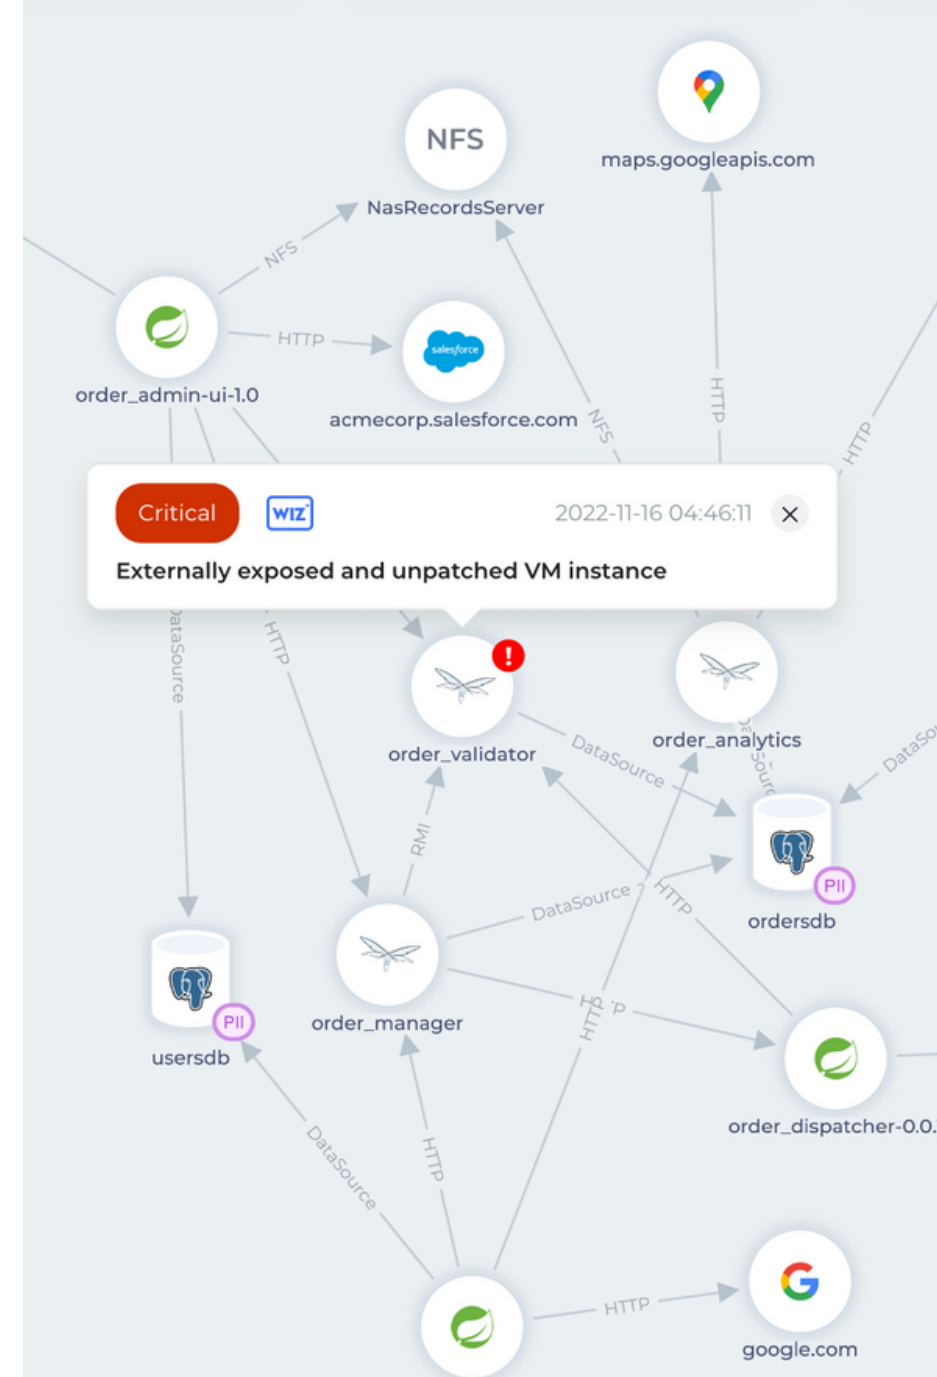 NFS
NasRecordsServer
maps.googleapis.com
NFS
HTTP
salesforce
order_admin-ui-1.0
acmecorp.salesforce.com
HTTP
NFS
HTTP
Critical
WIZ
2022-11-16 04:46:11
Externally exposed and unpatched VM instance
DataSource
HTTP
order_validator
order_analytics
DataSource
RMI
DataSource
HTTP
PII
ordersdb
order_manager
PII
usersdb
HTTP
order_dispatcher-0.0.
DataSource
HTTP
HTTP
google.com